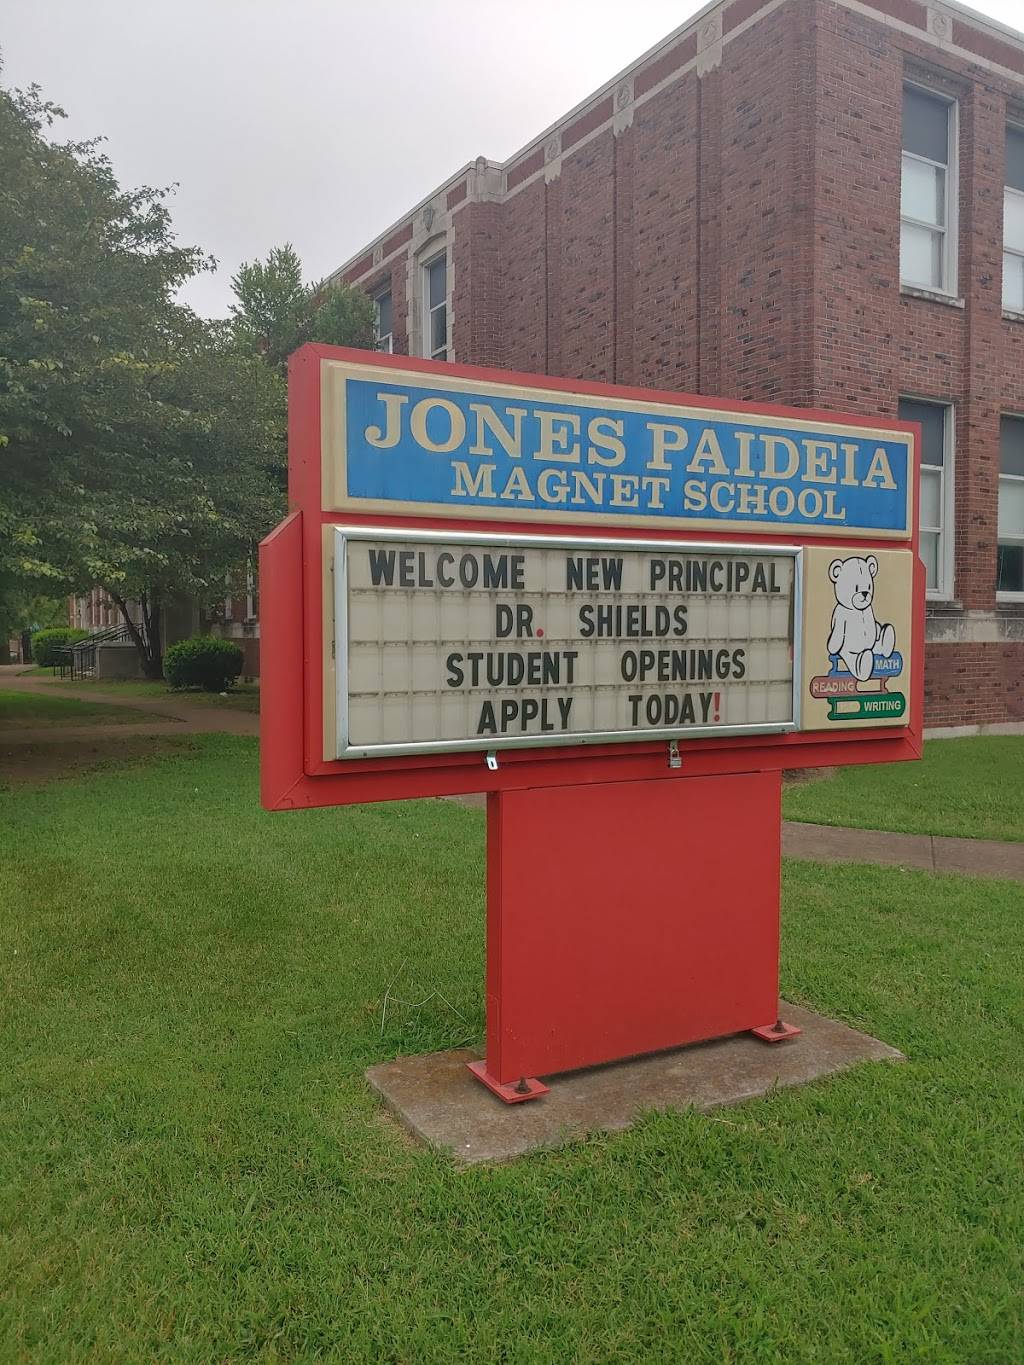 JONES PAIDEIA
MAGNET SCHOOL
WELCOME NEW PRINCIPAL
DR. SHIELDS
STUDENT OPENINGS
APPLY TODAY!
MATH
READING
WRITING